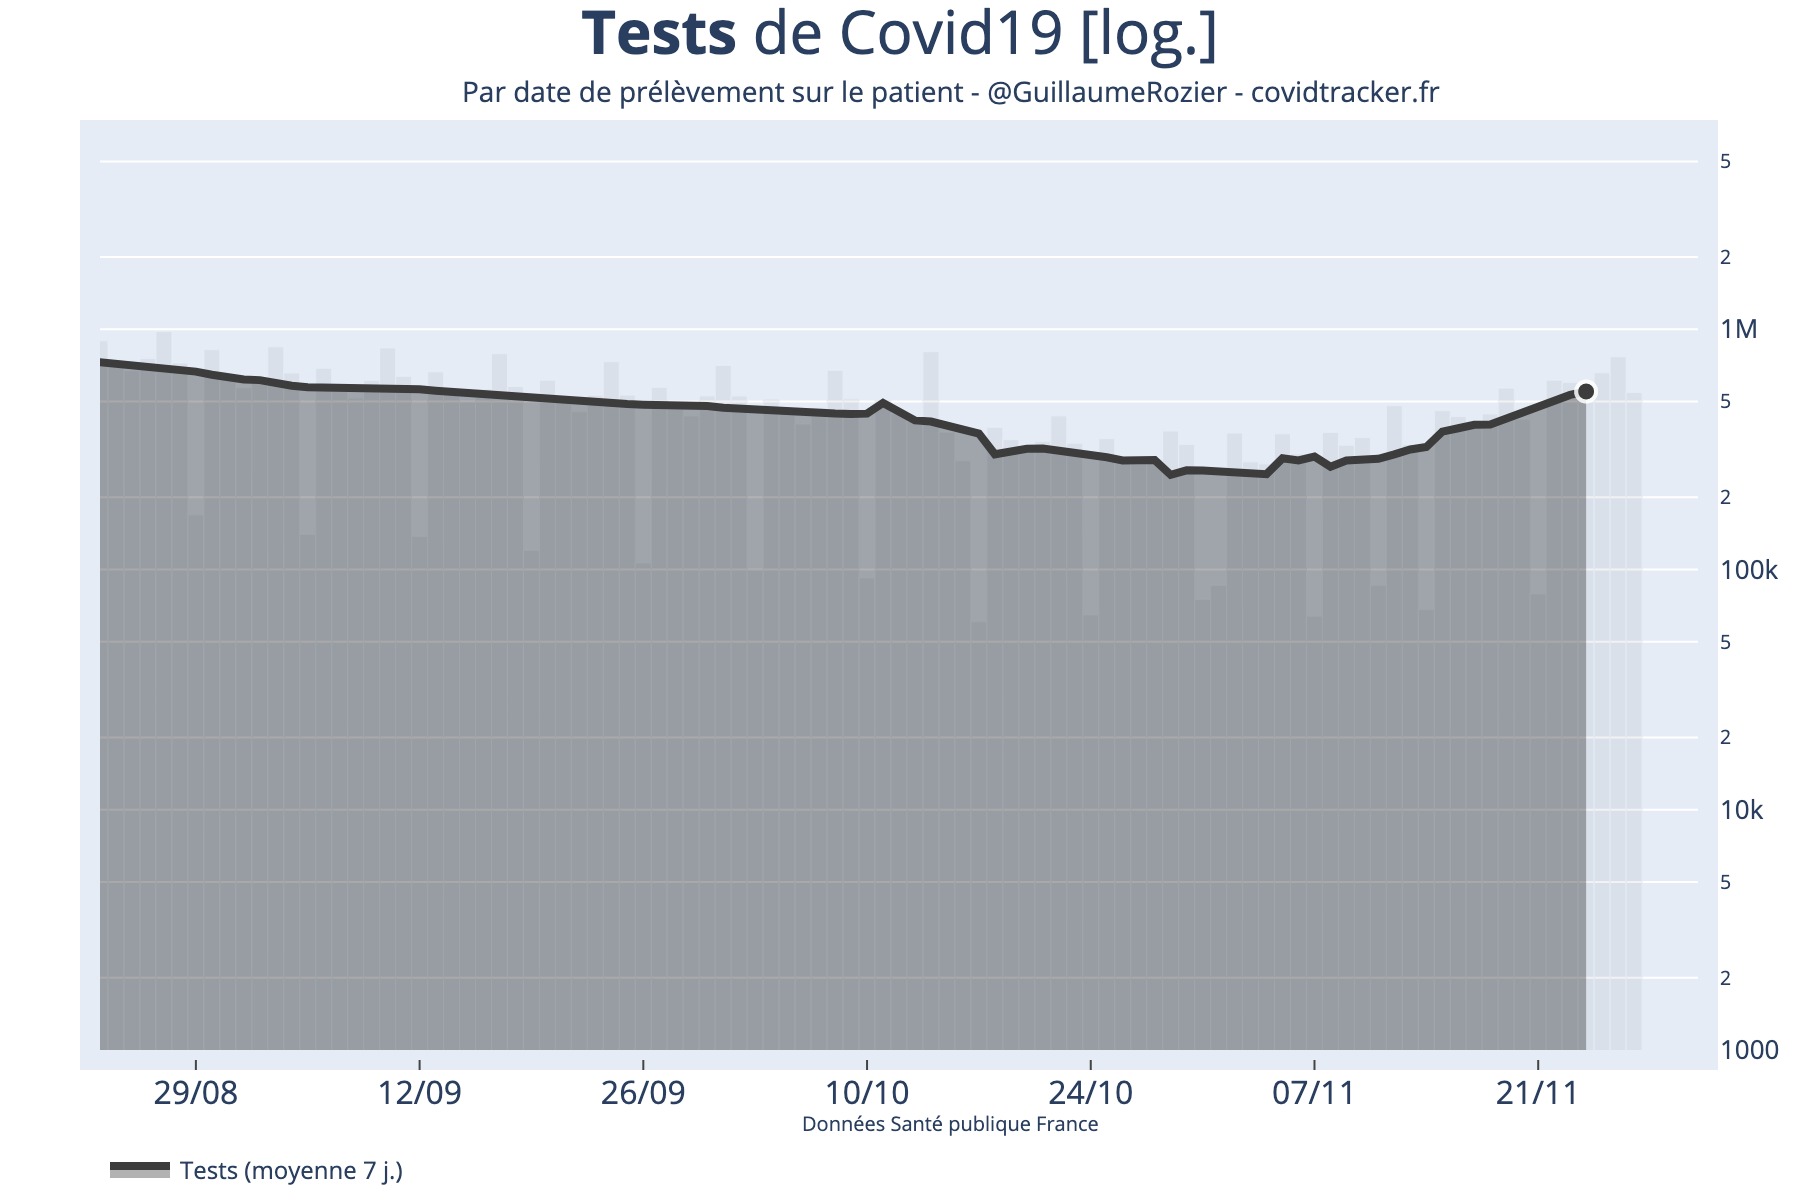 Tests de Covid19 [log.]
Par date de prélèvement sur le patient - @GuillaumeRozier - covidtracker.fr
5
2
1M
5
2
100k
5
2
10k
5
2
1000
29/08 12/09 26/09 10/10 24/10 07/11 21/11
Données Santé publique France
Tests (moyenne 7 j.)